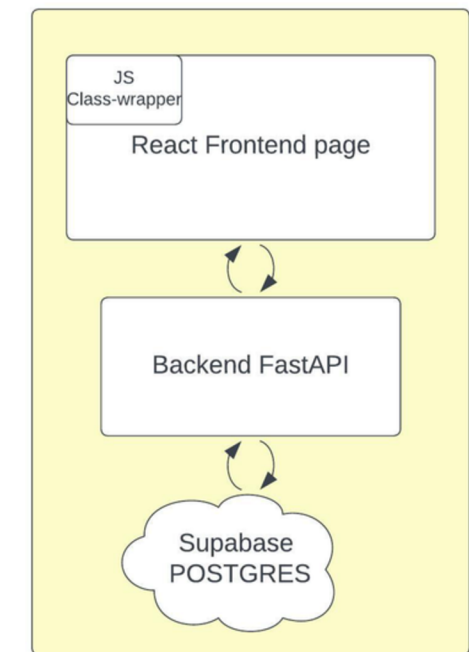 JS
Class-wrapper
React Frontend page
Backend FastAPI
Supabase
POSTGRES